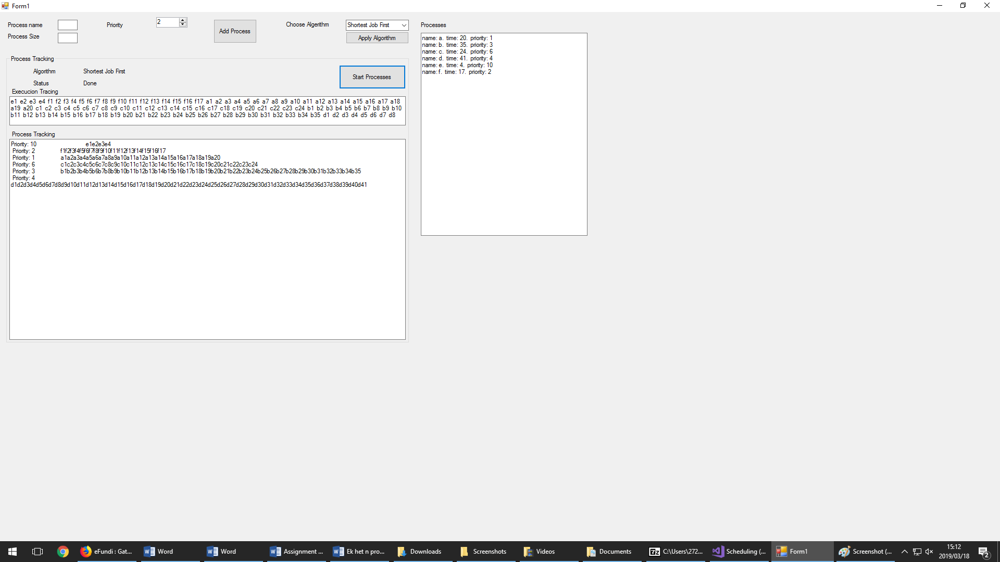 Form1
Process name
Priority
2
Add Process
Choose Algerithm
Shortest Job First
Processes
Process Size
Apply Algorithm
name: a. time: 20. priority: 1
name: b. time: 35. priority: 3
name: c. time: 24. priority: 6
name: d. time: 41. priority: 4
name: e. time: 4. priority: 10
name: f. time: 17. priority: 2
Process Tracking
Algorithm
Shortest Job First
Start Processes
Status
Done
Execucion Tracing
e1 e2 e3 e4 f1 f2 f3 f4 f5 f6 f7 f8 f9 f10 f11 f12 f13 f14 f15 f16 f17 a1 a2 a3 a4 a5 a6 a7 a8 a9 a10 a11 a12 a13 a14 a15 a16 a17 a18
a19 a20 c1 c2 c3 c4 c5 c6 c7 c8 c9 c10 c11 c12 c13 c14 c15 c16 c17 c18 c19 c20 c21 c22 c23 c24 b1 b2 b3 b4 b5 b6 b7 b8 b9 b10
b11 b12 b13 b14 b15 b16 b17 b18 b19 b20 b21 b22 b23 b24 b25 b26 b27 b28 b29 b30 b31 b32 b33 b34 b35 d1 d2 d3 d4 d5 d6 d7 d8
Process Tracking
Priority: 10 e1e2e3e4
Priority: 2 f1f2f3f4f5f6f7f8f9f10f11f12f13f14f15f16f17
Priority: 1 a1a2a3a4a5a6a7a8a9a10a11a12a13a14a15a16a17a18a19a20
Priority: 6 c1c2c3c4c5c6c7c8c9c10c11c12c13c14c15c16c17c18c19c20c21c22c23c24
Priority: 3 b1b2b3b4b5b6b7b8b9b10b11b12b13b14b15b16b17b18b19b20b21b22b23b24b25b26b27b28b29b30b31b32b33b34b35
Priority: 4
d1d2d3d4d5d6d7d8d9d10d11d12d13d14d15d16d17d18d19d20d21d22d23d24d25d26d27d28d29d30d31d32d33d34d35d36d37d38d39d40d41
eFundi : Gat...
Word
Word
Assignment ...
Ek het n pro...
Downloads
Screenshots
Videos
Documents
7z
C:\Users\272...
Scheduling (...
Form1
Screenshot (...
15:12
2019/03/18
2